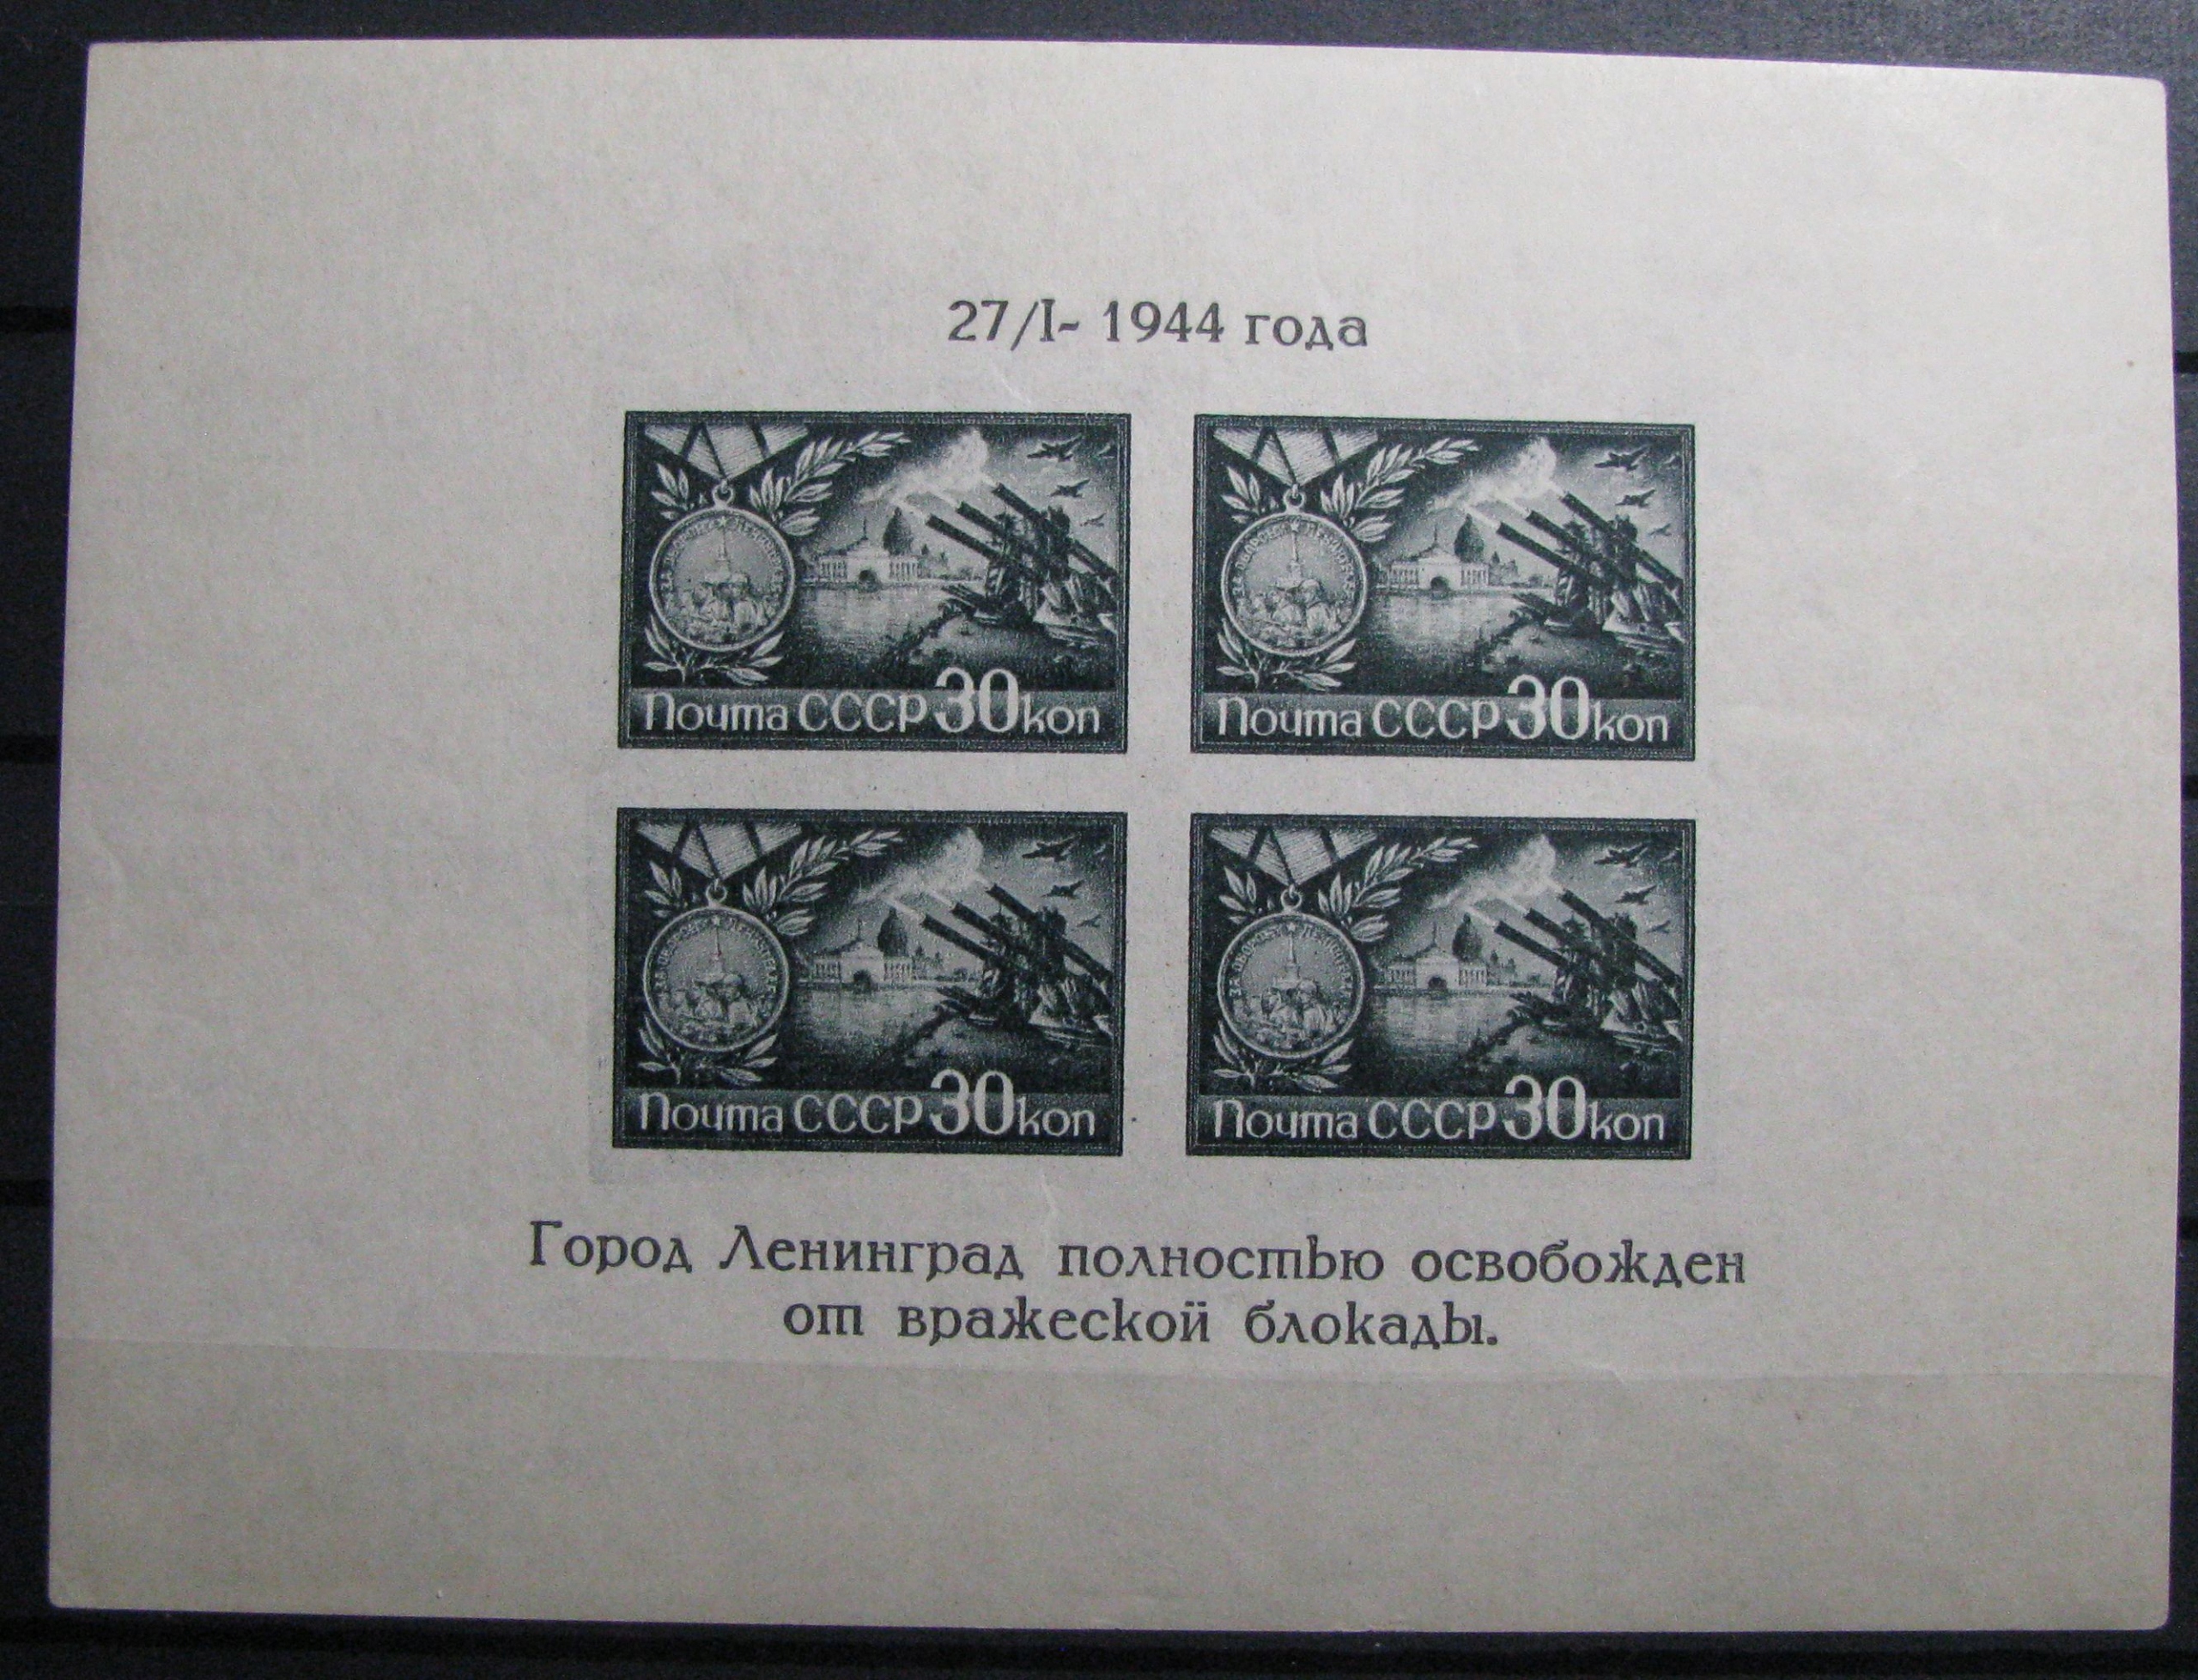 27/I- 1944 года
Почта СССР 30 коп
Почта СССР 30 коп
Почта СССР 30 коп
Почта СССР 30 коп
Город Ленинград полностью освобожден
от вражеской блокады.